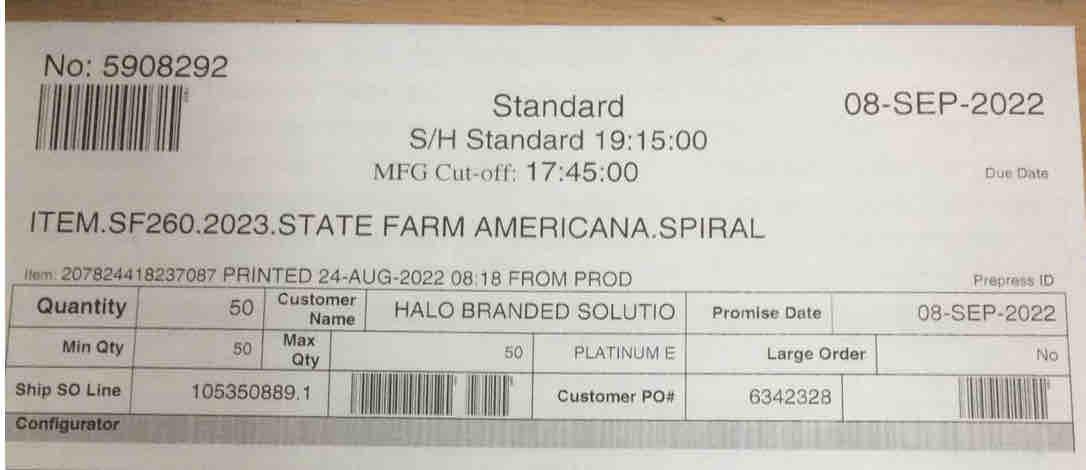 No: 5908292
Standard
08-SEP-2022
S/H Standard 19:15:00
MFG Cut-off: 17:45:00
Due Date
ITEM.SF260.2023.STATE FARM AMERICANA.SPIRAL
Item: 207824418237087 PRINTED 24-AUG-2022 08:18 FROM PROD
Prepress ID
Quantity 50 Customer Name HALO BRANDED SOLUTIO Promise Date 08-SEP-2022
Min Qty 50 Max Qty 50 PLATINUM E Large Order No
Ship SO Line 105350889.1 Customer PO# 6342328
Configurator